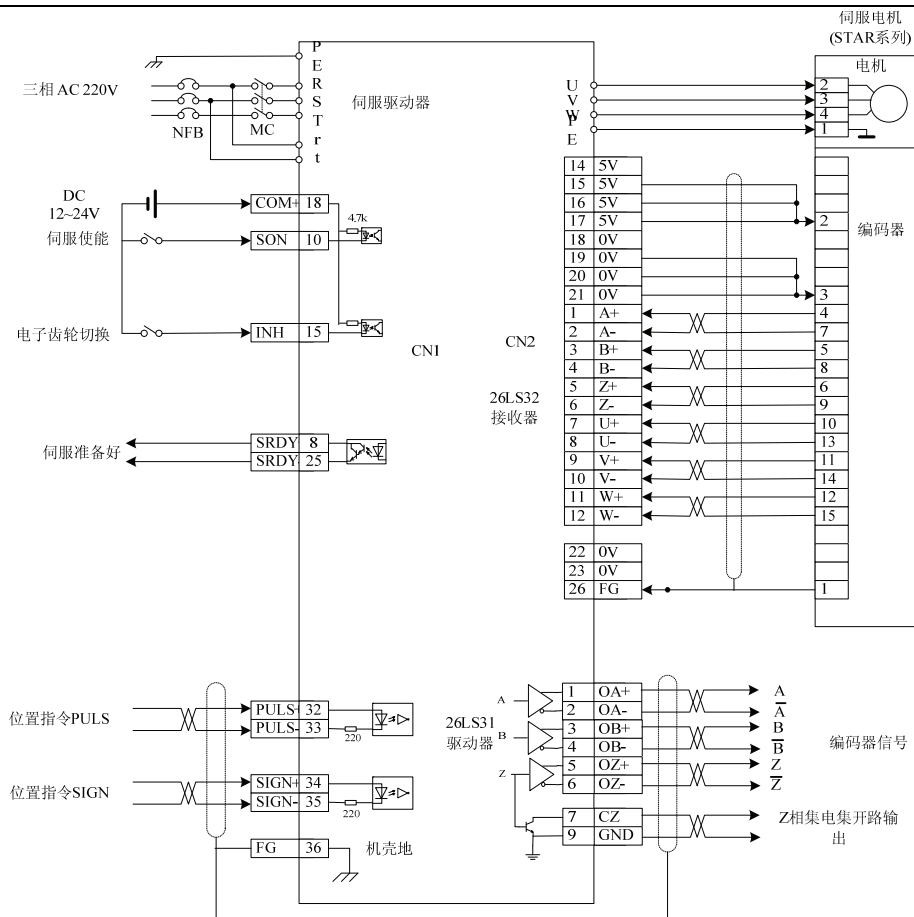 伺服电机
(STAR系列)
电机
三相 AC 220V
NFB
MC
P
E
R
S
T
r
t
伺服驱动器
U
V
W
P
E
2
3
4
1
DC
12~24V
COM+ 18
4.7k
伺服使能
SON 10
电子齿轮切换
INH 15
CN1
CN2
26LS32
接收器
伺服准备好
SRDY 8
SRDY- 25
14 5V
15 5V
16 5V
17 5V 2
编码器
18 0V
19 0V
20 0V
21 0V 3
1 A+ 4
2 A- 7
3 B+ 5
4 B- 8
5 Z+ 6
6 Z- 9
7 U+ 10
8 U- 13
9 V+ 11
10 V- 14
11 W+ 12
12 W- 15
22 0V
23 0V
26 FG 1
位置指令PULS
PULS+ 32
PULS- 33
220
位置指令SIGN
SIGN+ 34
SIGN- 35
220
FG 36
机壳地
26LS31
驱动器
A
B
Z
1 OA+ A
2 OA- A̅
3 OB+ B
4 OB- B̅
5 OZ+ Z
6 OZ- Z̅
编码器信号
7 CZ
9 GND
Z相集电集开路输
出